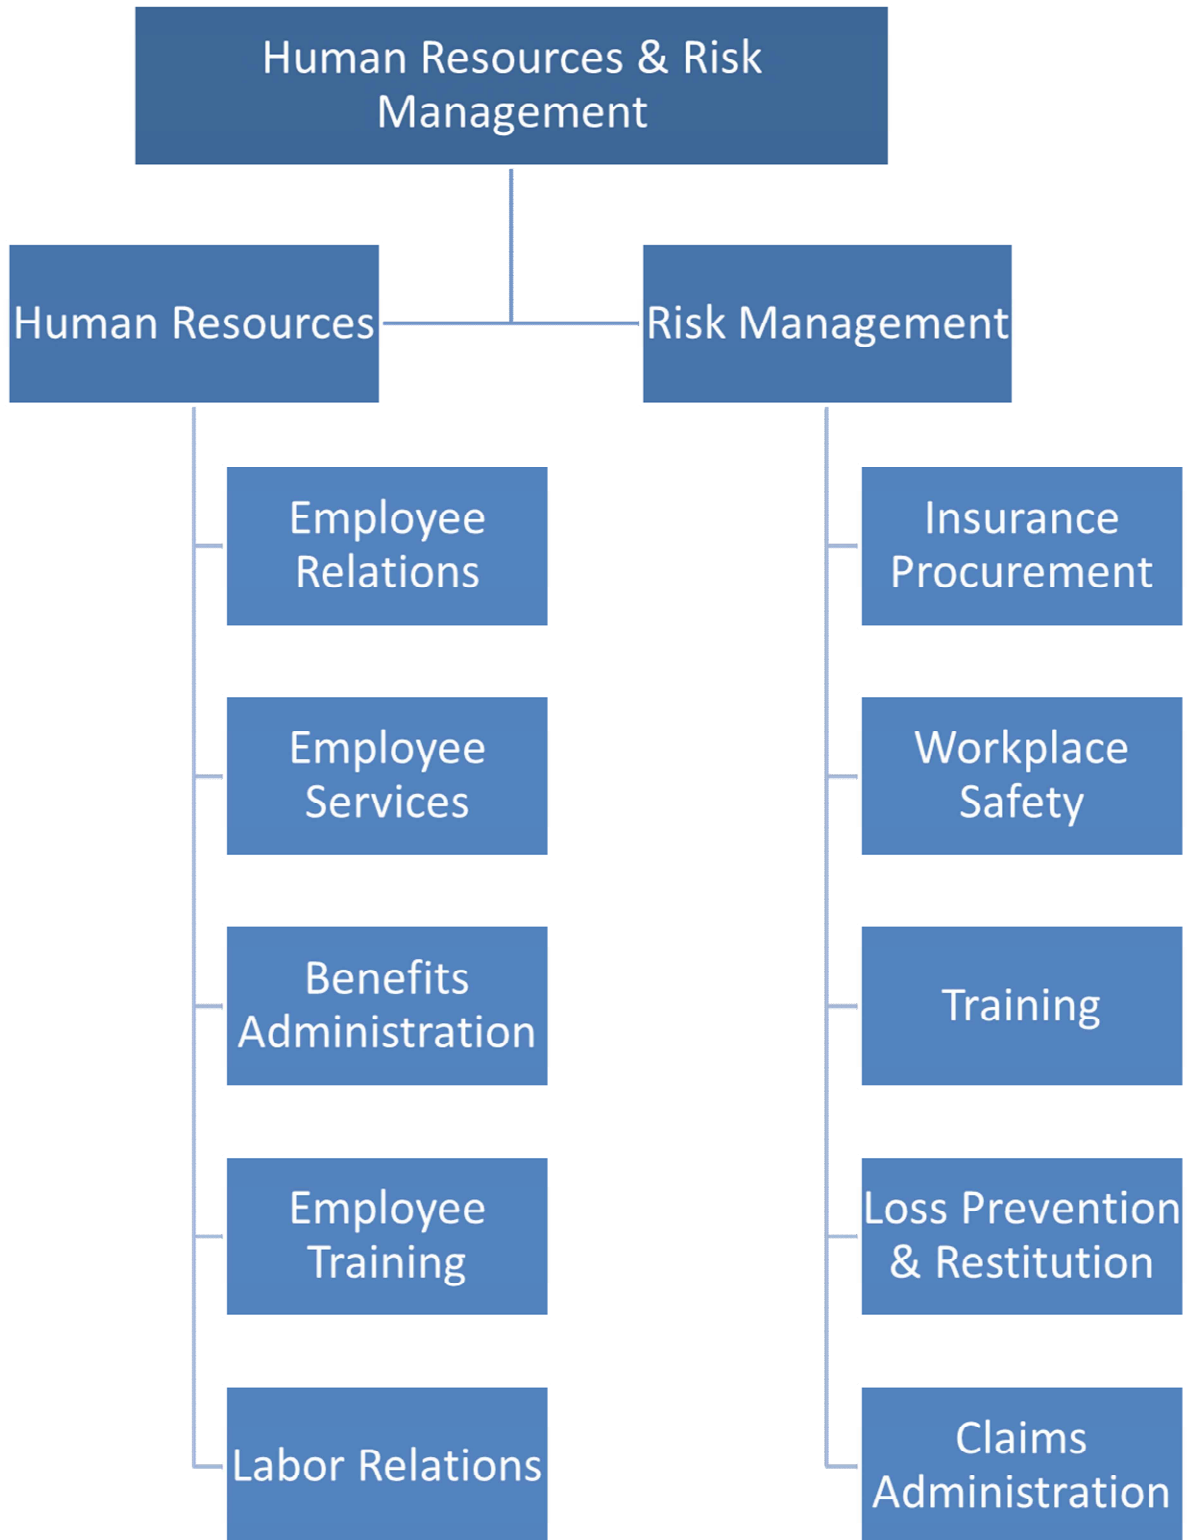 Human Resources & Risk
Management
Human Resources
Risk Management
Employee
Relations
Employee
Services
Benefits
Administration
Employee
Training
Labor Relations
Insurance
Procurement
Workplace
Safety
Training
Loss Prevention
& Restitution
Claims
Administration